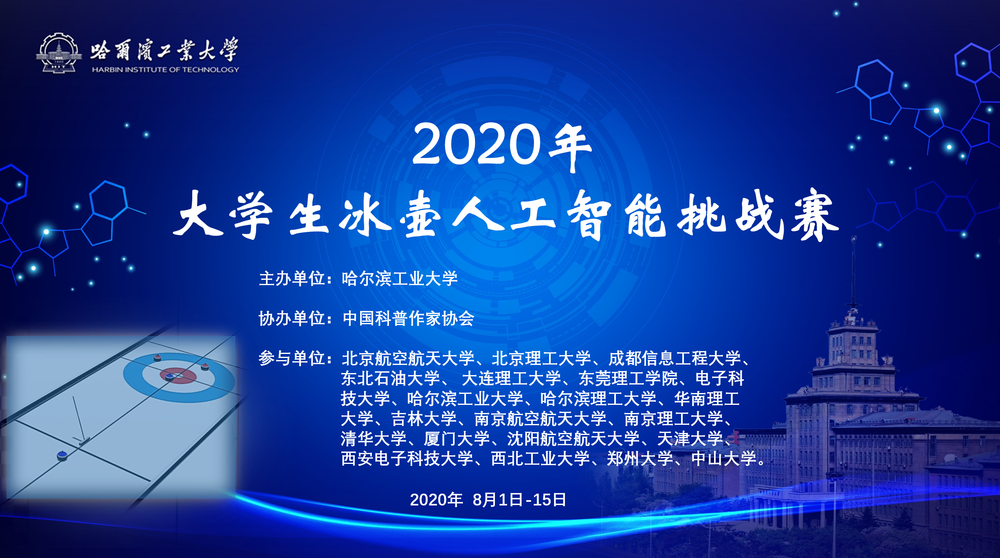 哈爾濱工業大學
HARBIN INSTITUTE OF TECHNOLOGY
1920
HIT
2020年
大学生冰壶人工智能挑战赛
主办单位：哈尔滨工业大学
协办单位：中国科普作家协会
参与单位：北京航空航天大学、北京理工大学、成都信息工程大学、
东北石油大学、 大连理工大学、东莞理工学院、电子科
技大学、哈尔滨工业大学、哈尔滨理工大学、华南理工
大学、吉林大学、南京航空航天大学、南京理工大学、
清华大学、厦门大学、沈阳航空航天大学、天津大学、
西安电子科技大学、西北工业大学、郑州大学、中山大学。
2020年 8月1日-15日